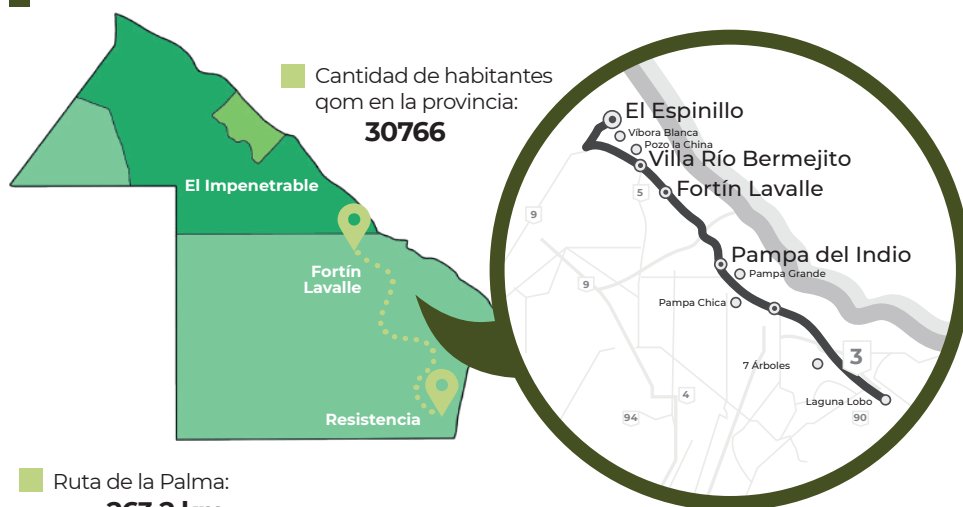 Cantidad de habitantes
qom en la provincia:
30766
El Impenetrable
Fortín
Lavalle
Resistencia
El Espinillo
Víbora Blanca
Pozo la China
Villa Río Bermejito
5
Fortín Lavalle
9
Pampa del Indio
Pampa Grande
9
Pampa Chica
3
7 Árboles
4
Laguna Lobo
94
90
Ruta de la Palma: